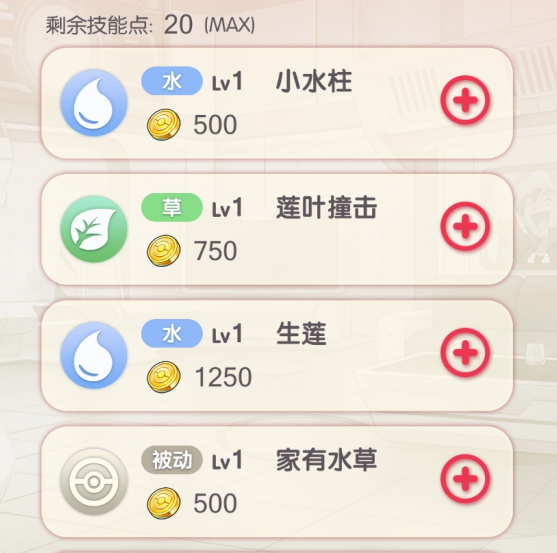 剩余技能点: 20 (MAX)
水 Lv1 小水柱
500
草 Lv1 莲叶撞击
750
水 Lv1 生莲
1250
被动 Lv1 家有水草
500